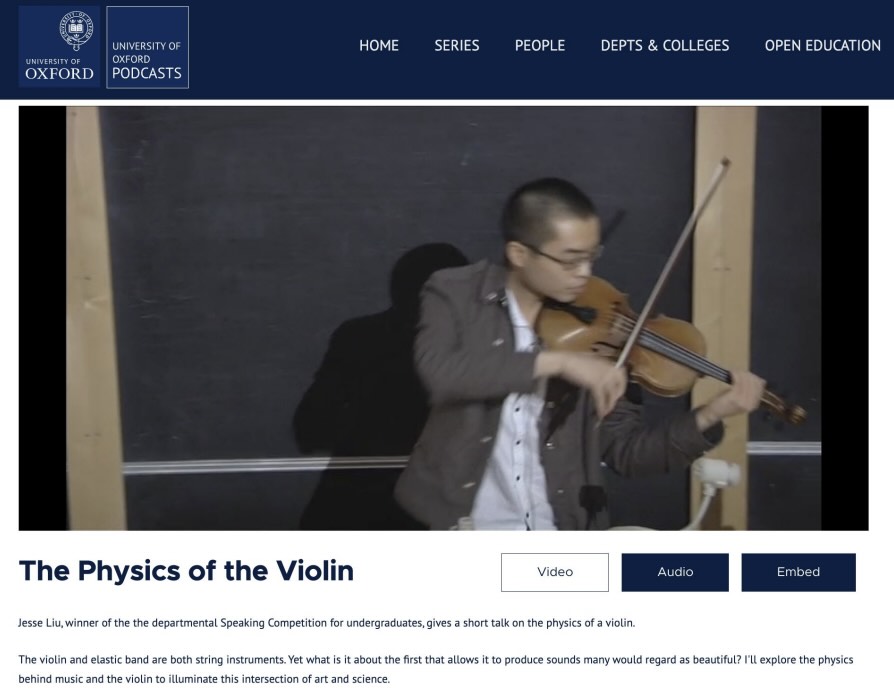 UNIVERSITY OF
OXFORD
UNIVERSITY OF
OXFORD
PODCASTS
HOME SERIES PEOPLE DEPTS & COLLEGES OPEN EDUCATION
The Physics of the Violin
Video Audio Embed
Jesse Liu, winner of the the departmental Speaking Competition for undergraduates, gives a short talk on the physics of a violin.
The violin and elastic band are both string instruments. Yet what is it about the first that allows it to produce sounds many would regard as beautiful? I'll explore the physics
behind music and the violin to illuminate this intersection of art and science.